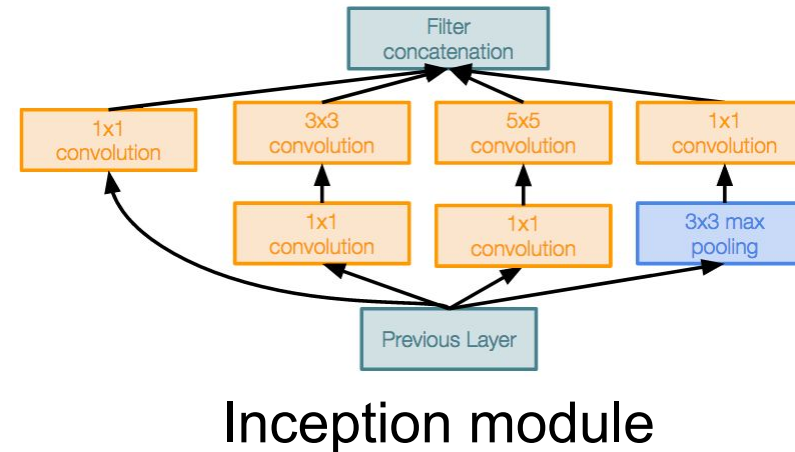 Filter
concatenation
1x1
convolution
3x3
convolution
5x5
convolution
1x1
convolution
1x1
convolution
1x1
convolution
3x3 max
pooling
Previous Layer
Inception module